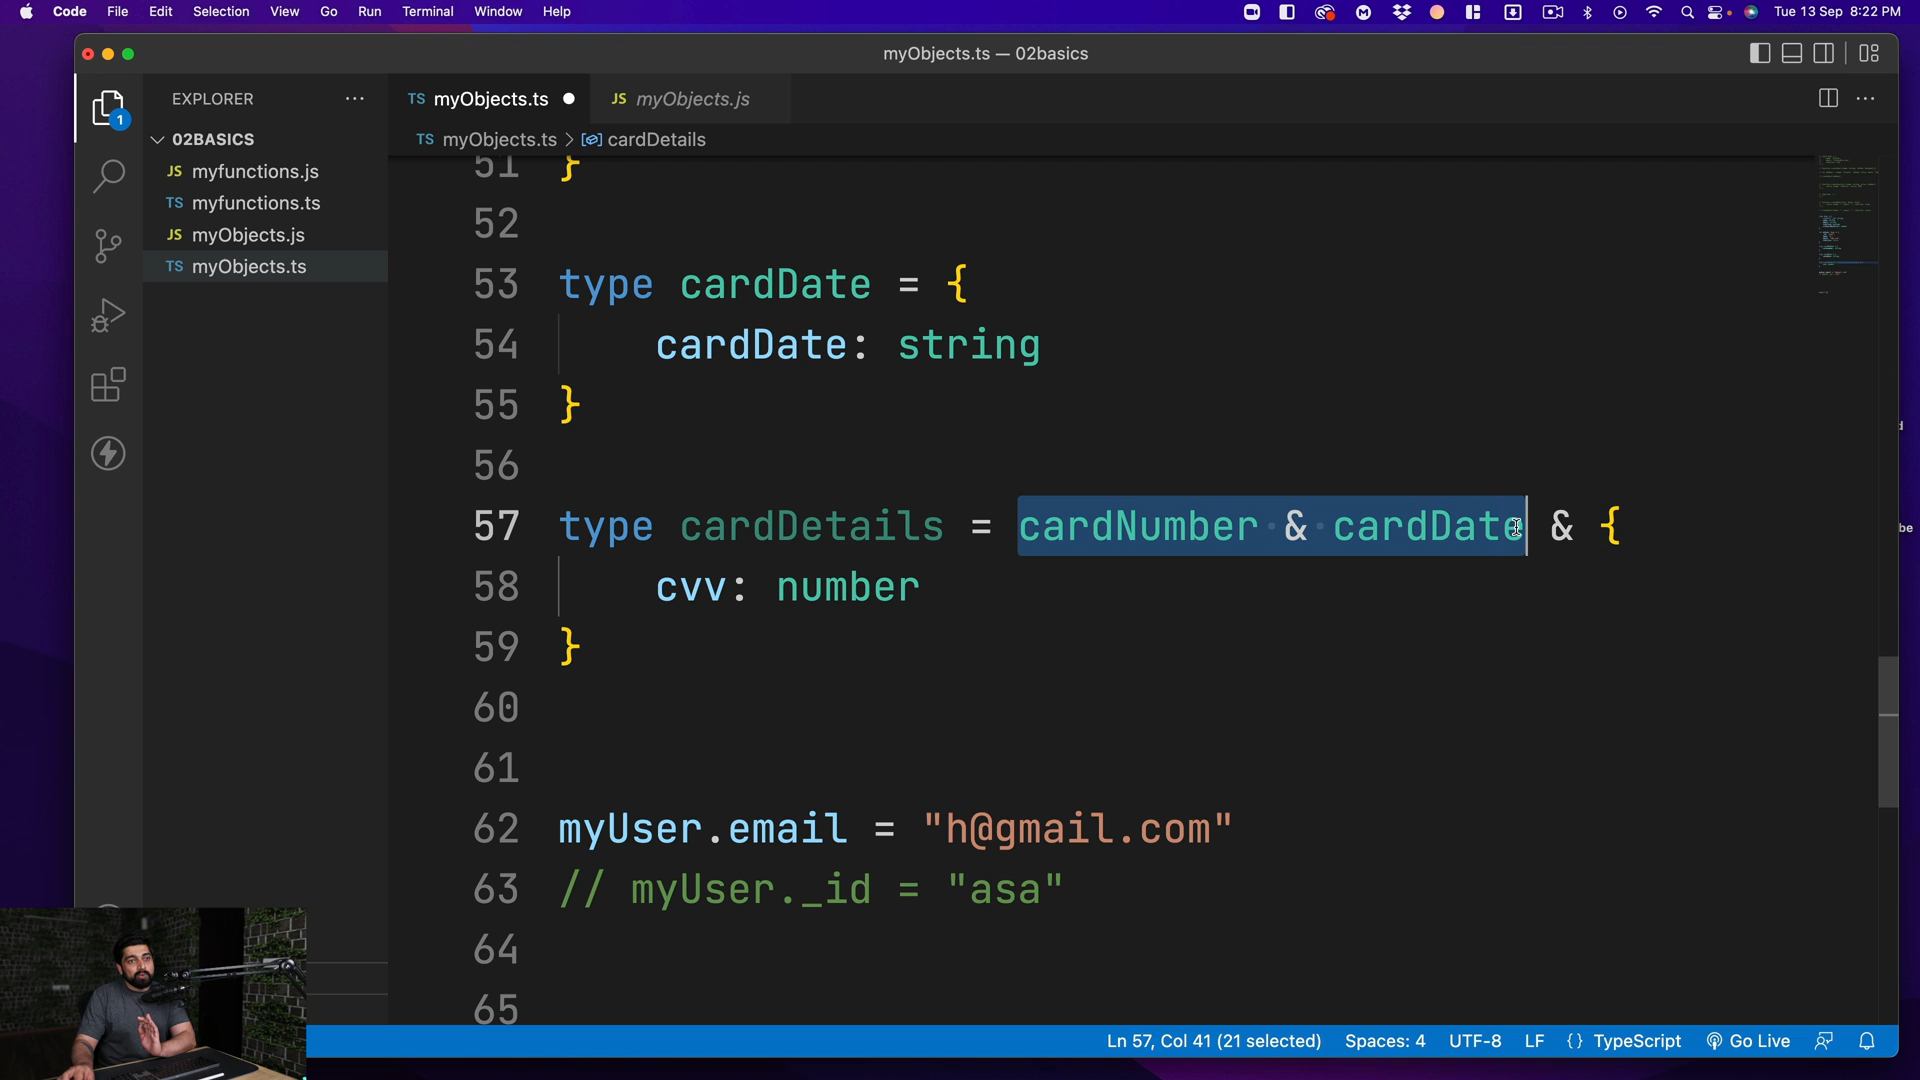 Code File Edit Selection View Go Run Terminal Window Help
Tue 13 Sep 8:22 PM
myObjects.ts — 02basics
EXPLORER
TS myObjects.ts
JS myObjects.js
1
02BASICS
TS myObjects.ts > cardDetails
JS myfunctions.js
TS myfunctions.ts
JS myObjects.js
TS myObjects.ts
51 }
52
53 type cardDate = {
54 cardDate: string
55 }
56
57 type cardDetails = cardNumber & cardDate & {
58 cvv: number
59 }
60
61
62 myUser.email = "h@gmail.com"
63 // myUser._id = "asa"
64
65
Ln 57, Col 41 (21 selected) Spaces: 4 UTF-8 LF {} TypeScript Go Live